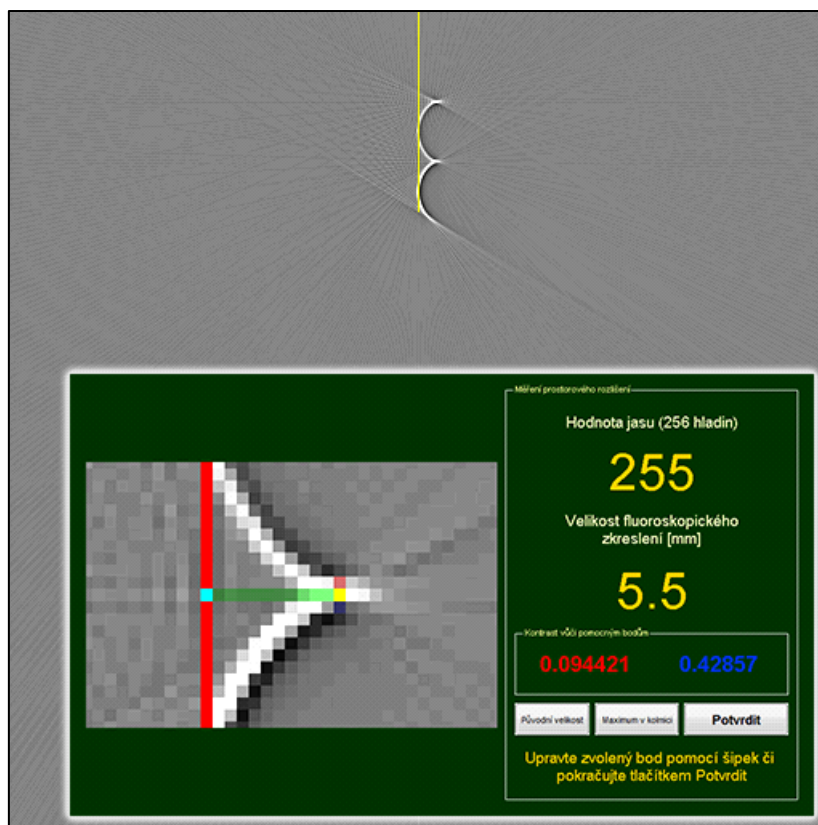 Měření prostorového rozlišení
Hodnota jasu (256 hladin)
255
Velikost fluoroskopického
zkreslení [mm]
5.5
Kontrast vůči pomocným bodům
0.094421 0.42857
Původní velikost Maximum v kolmici Potvrdit
Upravte zvolený bod pomocí šipek či
pokračujte tlačítkem Potvrdit